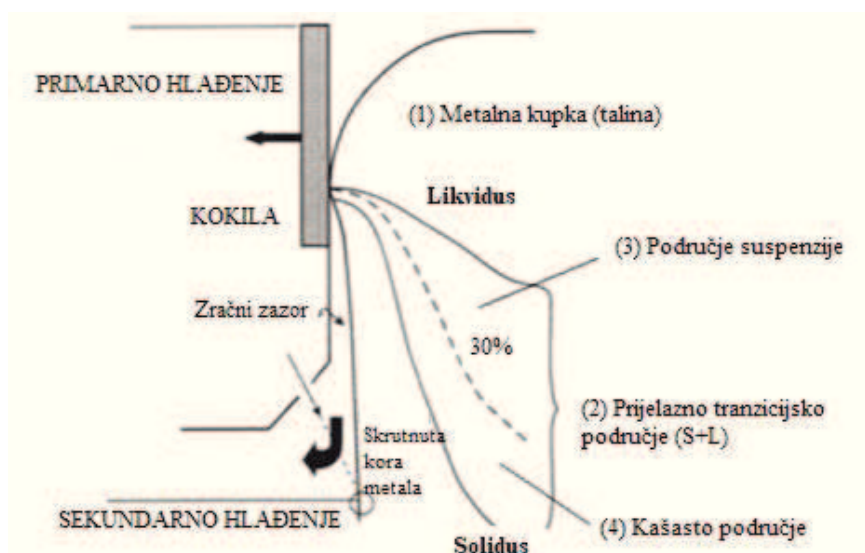 PRIMARNO HLAĐENJE
(1) Metalna kupka (talina)
Likvidus
KOKILA
(3) Područje suspenzije
Zračni zazor
30%
(2) Prijelazno tranzicijsko
područje (S+L)
Skrutnuta
kora
metala
SEKUNDARNO HLAĐENJE
(4) Kašasto područje
Solidus